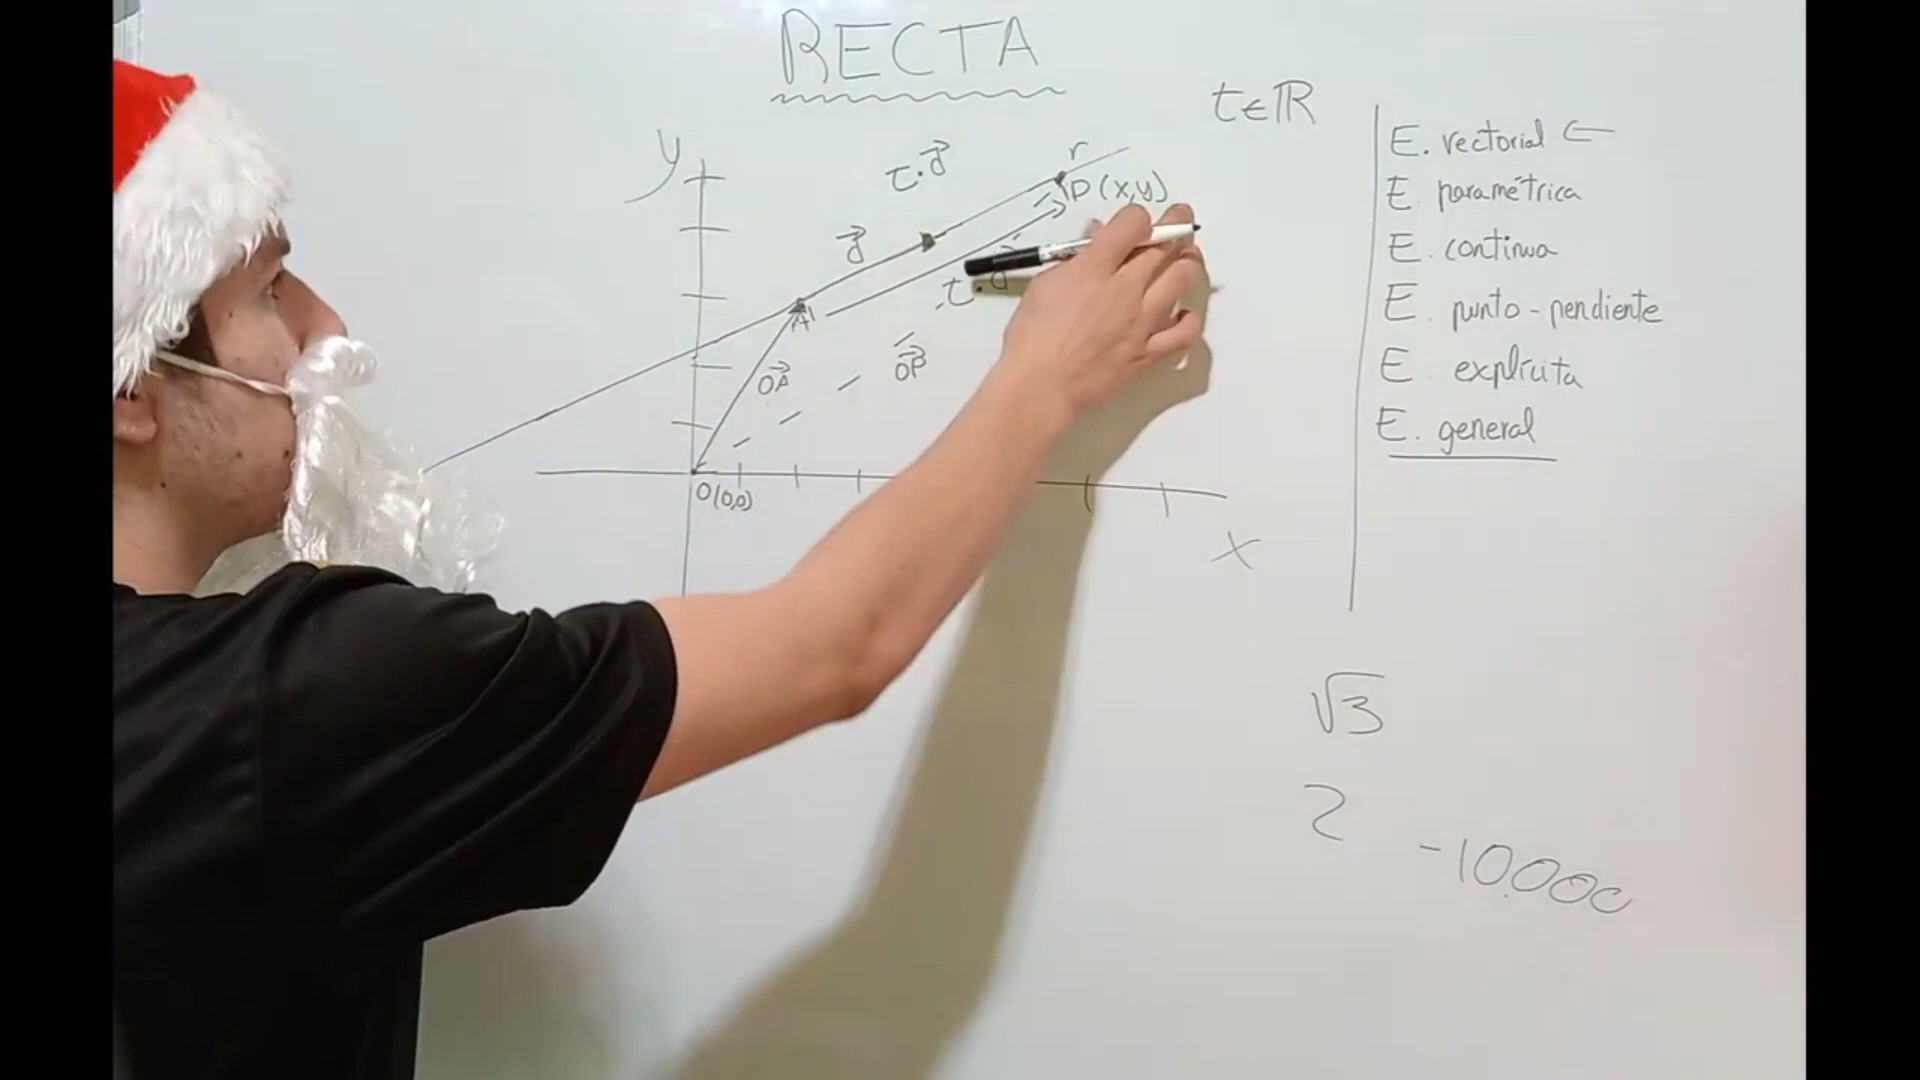 RECTA
t∈ℝ
y
t·d⃗
r
P(x,y)
d⃗
A
t·d⃗
OA⃗
OP⃗
O(0,0)
x
E. vectorial ←
E. paramétrica
E. continua
E. punto-pendiente
E. explícita
E. general
√3
2
-10.000